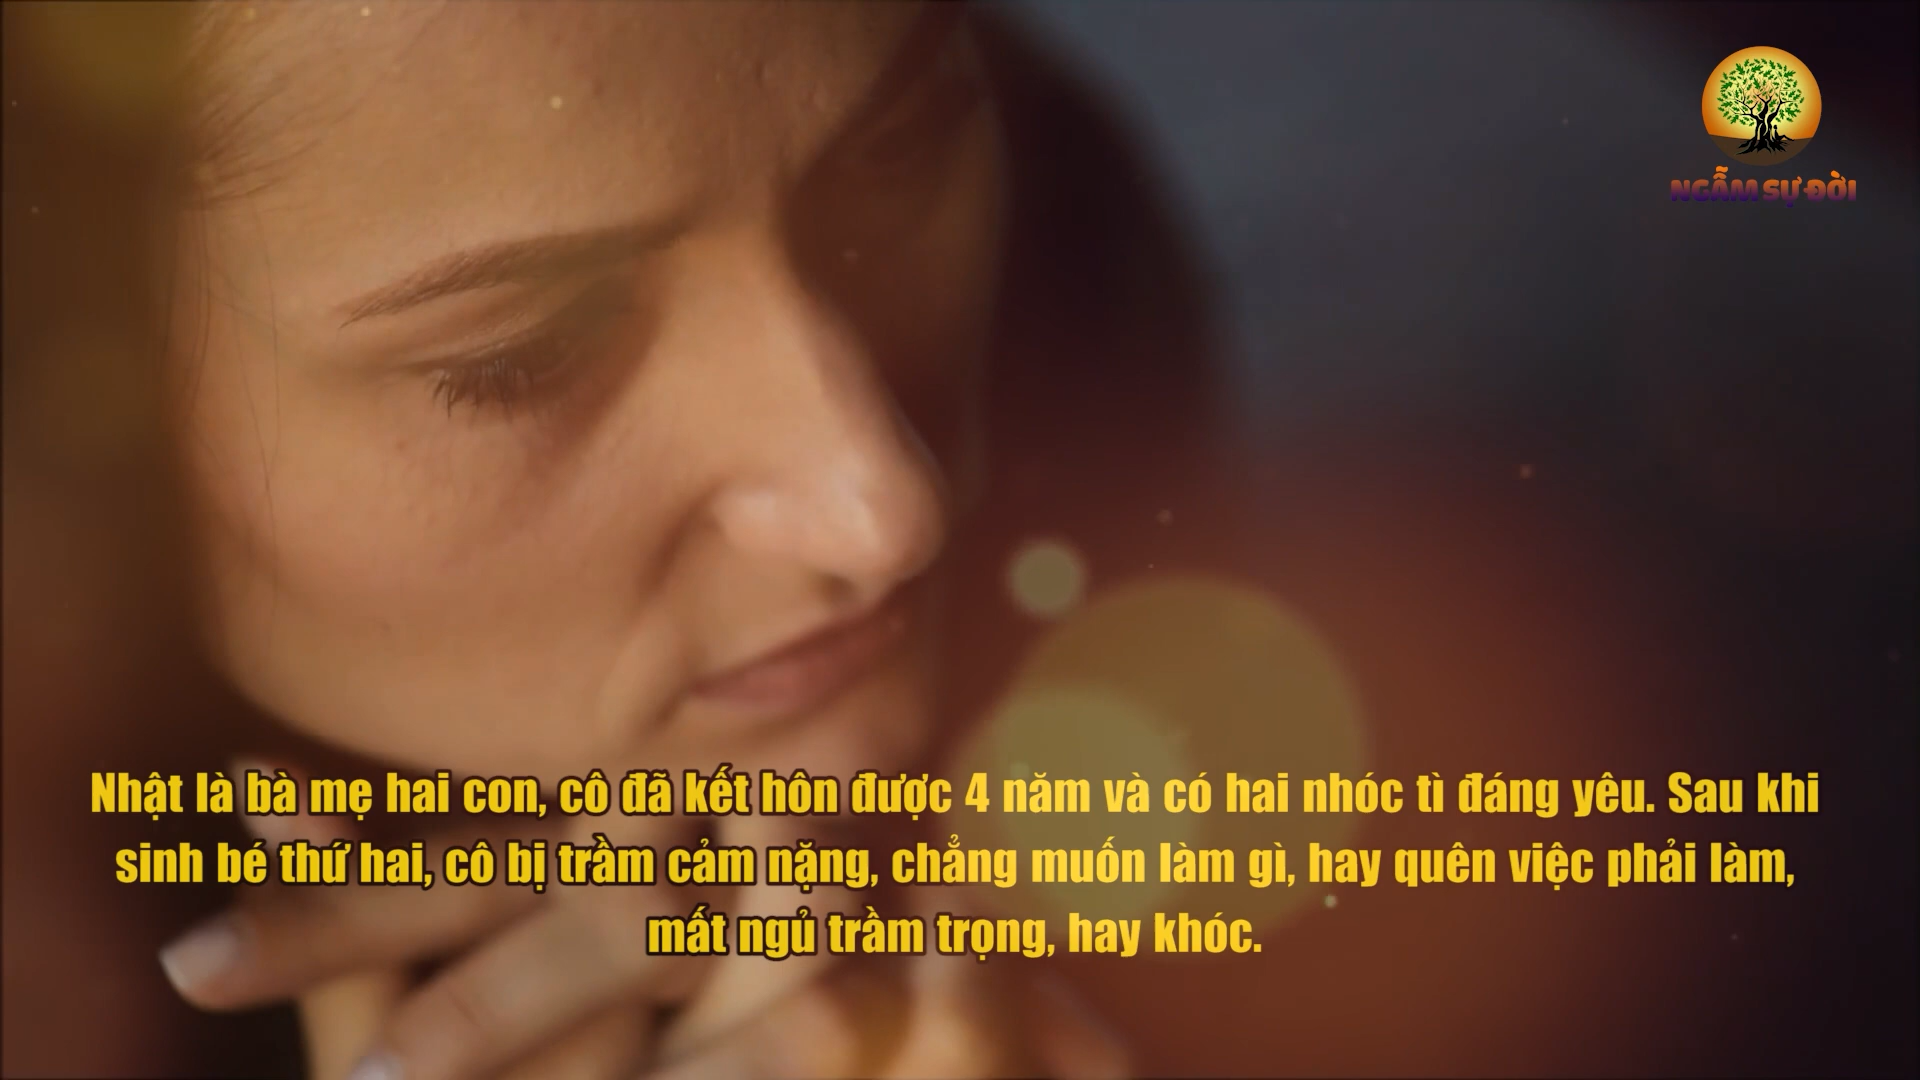 NGẪM SỰ ĐỜI
Nhật là bà mẹ hai con, cô đã kết hôn được 4 năm và có hai nhóc tì đáng yêu. Sau khi
sinh bé thứ hai, cô bị trầm cảm nặng, chẳng muốn làm gì, hay quên việc phải làm,
mất ngủ trầm trọng, hay khóc.